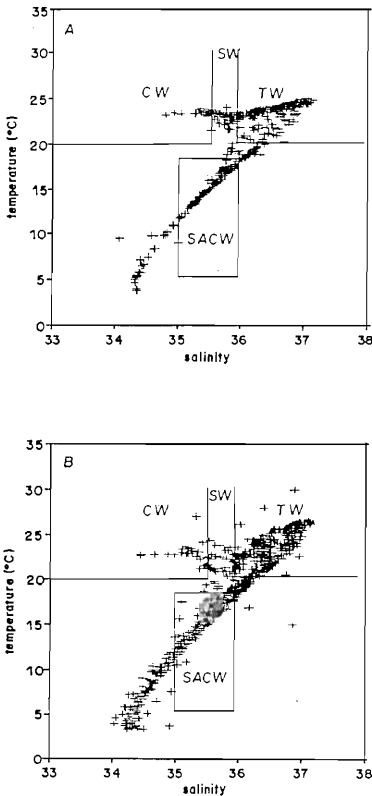 A
35
30
25
20
15
10
5
0
temperature (°C)
CW
SW
TW
SACW
33 34 35 36 37 38
salinity
B
35
30
25
20
15
10
5
0
temperature (°C)
CW
SW
TW
SACW
33 34 35 36 37 38
salinity